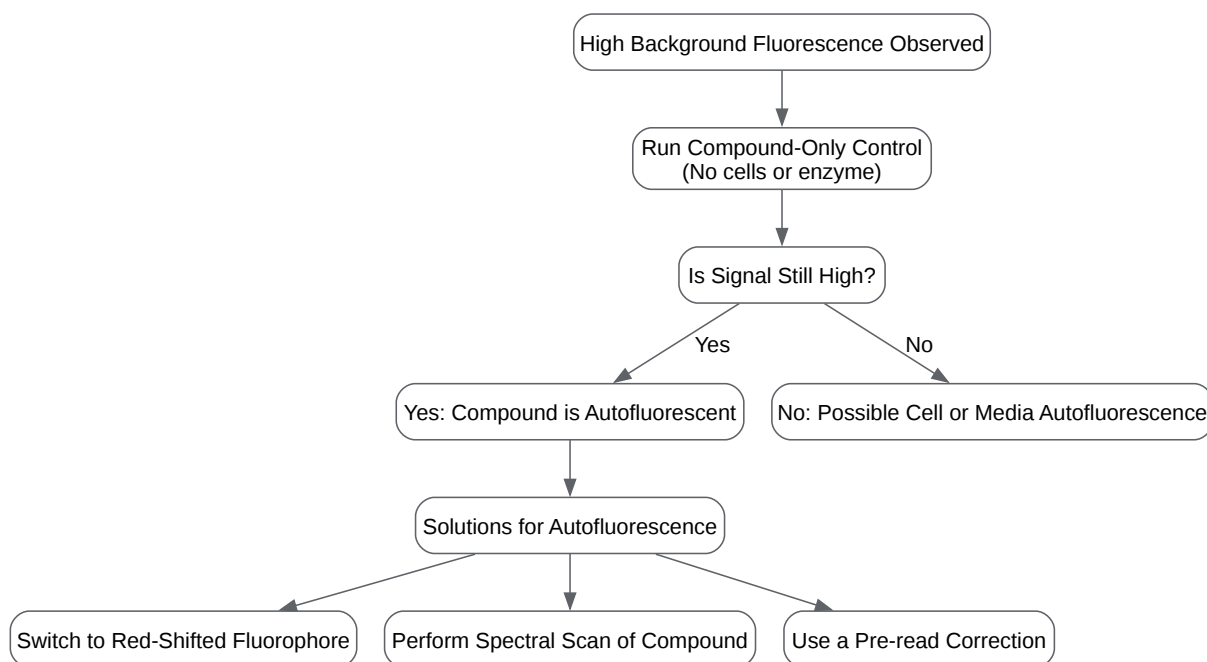 High Background Fluorescence Observed
Run Compound-Only Control
(No cells or enzyme)
Is Signal Still High?
Yes
No
Yes: Compound is Autofluorescent
No: Possible Cell or Media Autofluorescence
Solutions for Autofluorescence
Switch to Red-Shifted Fluorophore
Perform Spectral Scan of Compound
Use a Pre-read Correction